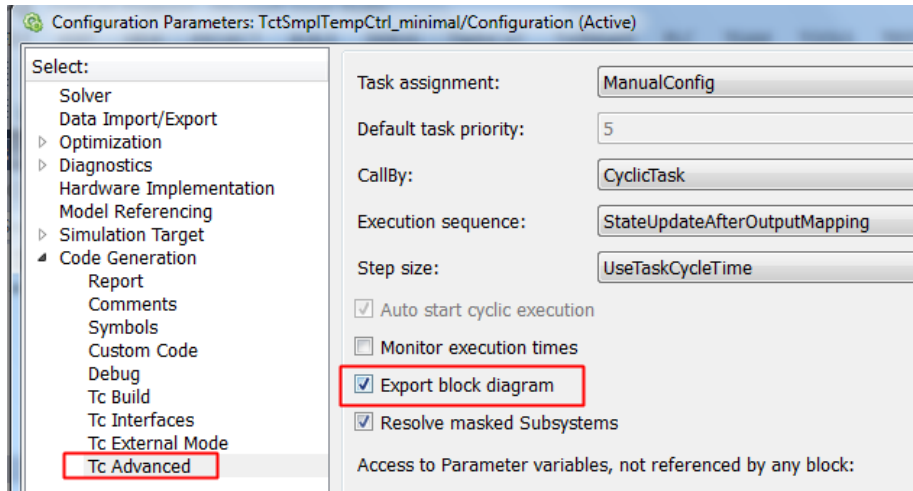 Configuration Parameters: TctSmplTempCtrl_minimal/Configuration (Active)
Select:
Solver
Data Import/Export
Optimization
Diagnostics
Hardware Implementation
Model Referencing
Simulation Target
Code Generation
Report
Comments
Symbols
Custom Code
Debug
Tc Build
Tc Interfaces
Tc External Mode
Tc Advanced
Task assignment: ManualConfig
Default task priority: 5
CallBy: CyclicTask
Execution sequence: StateUpdateAfterOutputMapping
Step size: UseTaskCycleTime
Auto start cyclic execution
Monitor execution times
Export block diagram
Resolve masked Subsystems
Access to Parameter variables, not referenced by any block: